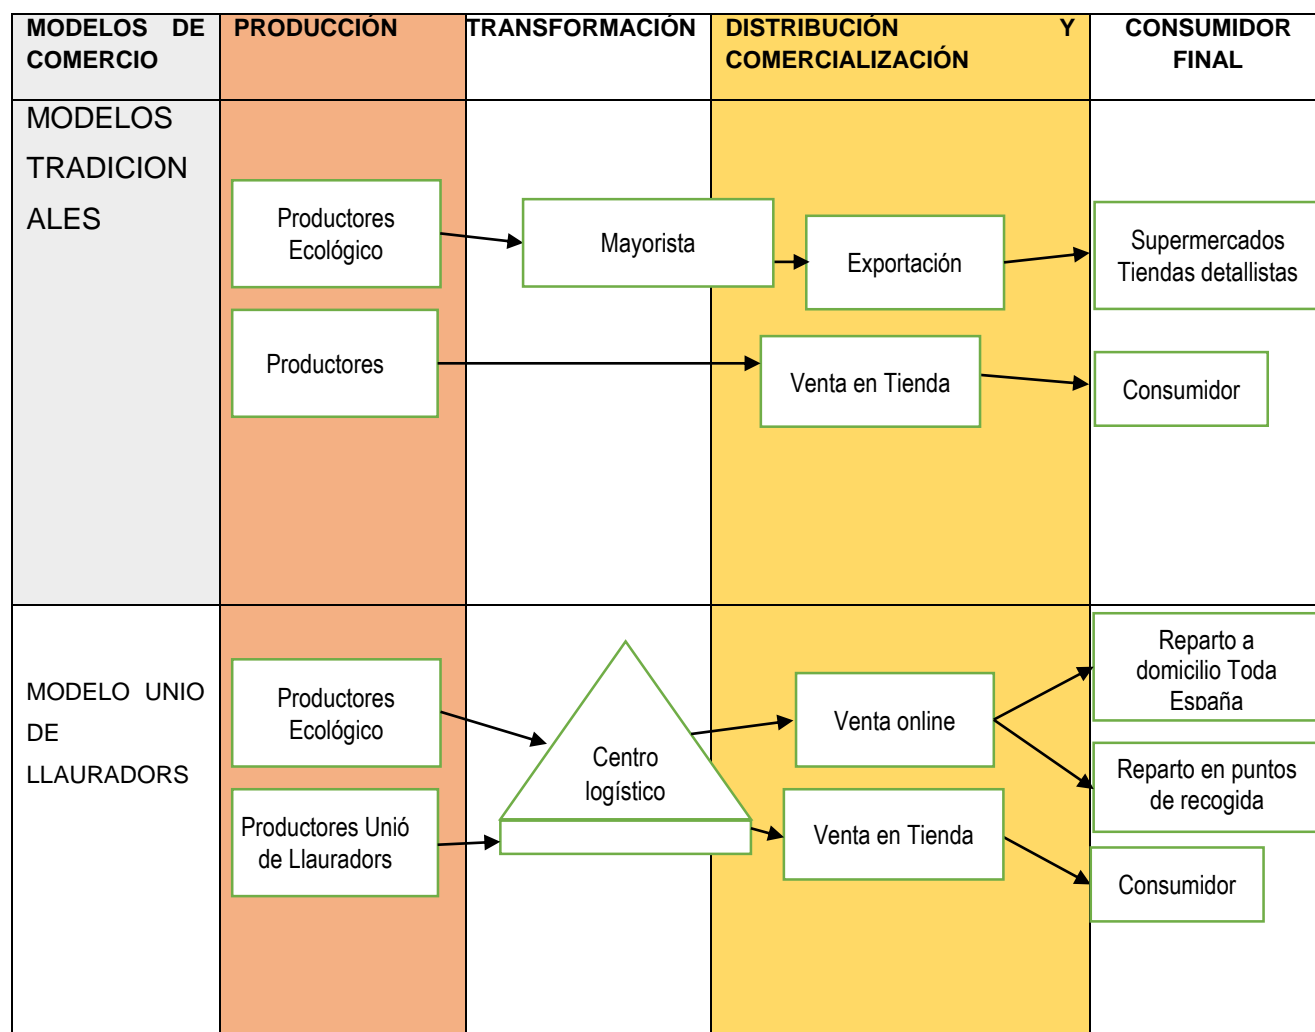 MODELOS DE
COMERCIO
PRODUCCIÓN
TRANSFORMACIÓN
DISTRIBUCIÓN Y
COMERCIALIZACIÓN
CONSUMIDOR
FINAL
MODELOS
TRADICION
ALES
Productores
Ecológico
Mayorista
Exportación
Supermercados
Tiendas detallistas
Productores
Venta en Tienda
Consumidor
MODELO UNIO
DE
LLAURADORS
Productores
Ecológico
Productores Unió
de Llauradors
Centro
logístico
Venta online
Venta en Tienda
Reparto a
domicilio Toda
España
Reparto en puntos
de recogida
Consumidor